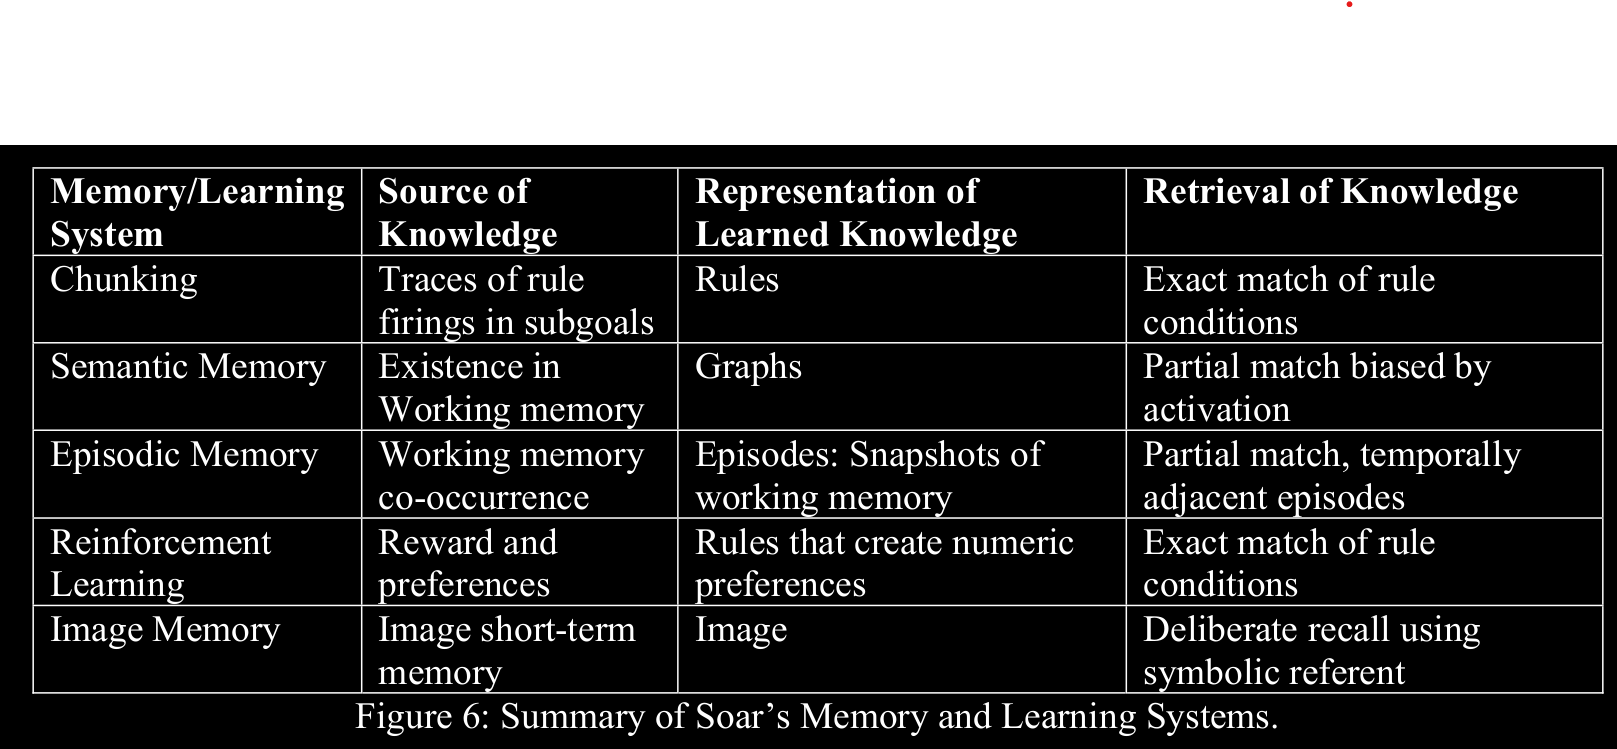 Memory/Learning System
Source of Knowledge
Representation of Learned Knowledge
Retrieval of Knowledge
Chunking
Traces of rule
firings in subgoals
Rules
Exact match of rule
conditions
Semantic Memory
Existence in
Working memory
Graphs
Partial match biased by
activation
Episodic Memory
Working memory
co-occurrence
Episodes: Snapshots of
working memory
Partial match, temporally
adjacent episodes
Reinforcement
Learning
Reward and
preferences
Rules that create numeric
preferences
Exact match of rule
conditions
Image Memory
Image short-term
memory
Image
Deliberate recall using
symbolic referent
Figure 6: Summary of Soar’s Memory and Learning Systems.